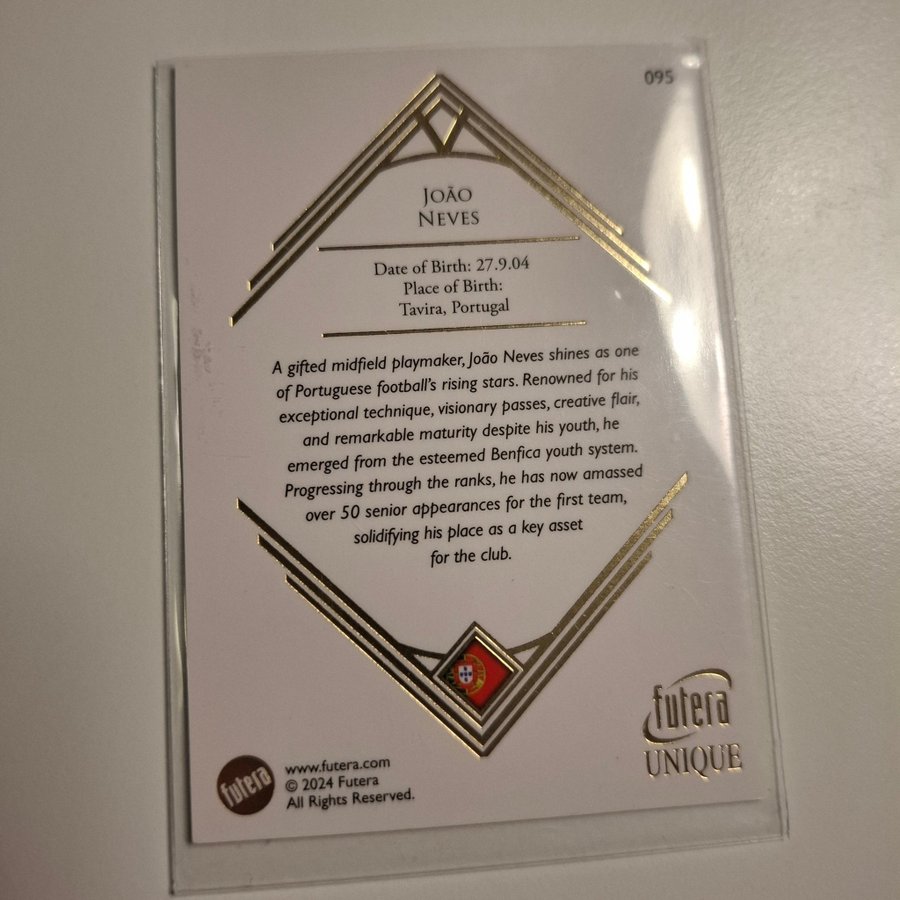 095
JOÃO
NEVES
Date of Birth: 27.9.04
Place of Birth:
Tavira, Portugal
A gifted midfield playmaker, João Neves shines as one
of Portuguese football's rising stars. Renowned for his
exceptional technique, visionary passes, creative flair,
and remarkable maturity despite his youth, he
emerged from the esteemed Benfica youth system.
Progressing through the ranks, he has now amassed
over 50 senior appearances for the first team,
solidifying his place as a key asset
for the club.
futera
UNIQUE
futera
www.futera.com
© 2024 Futera
All Rights Reserved.